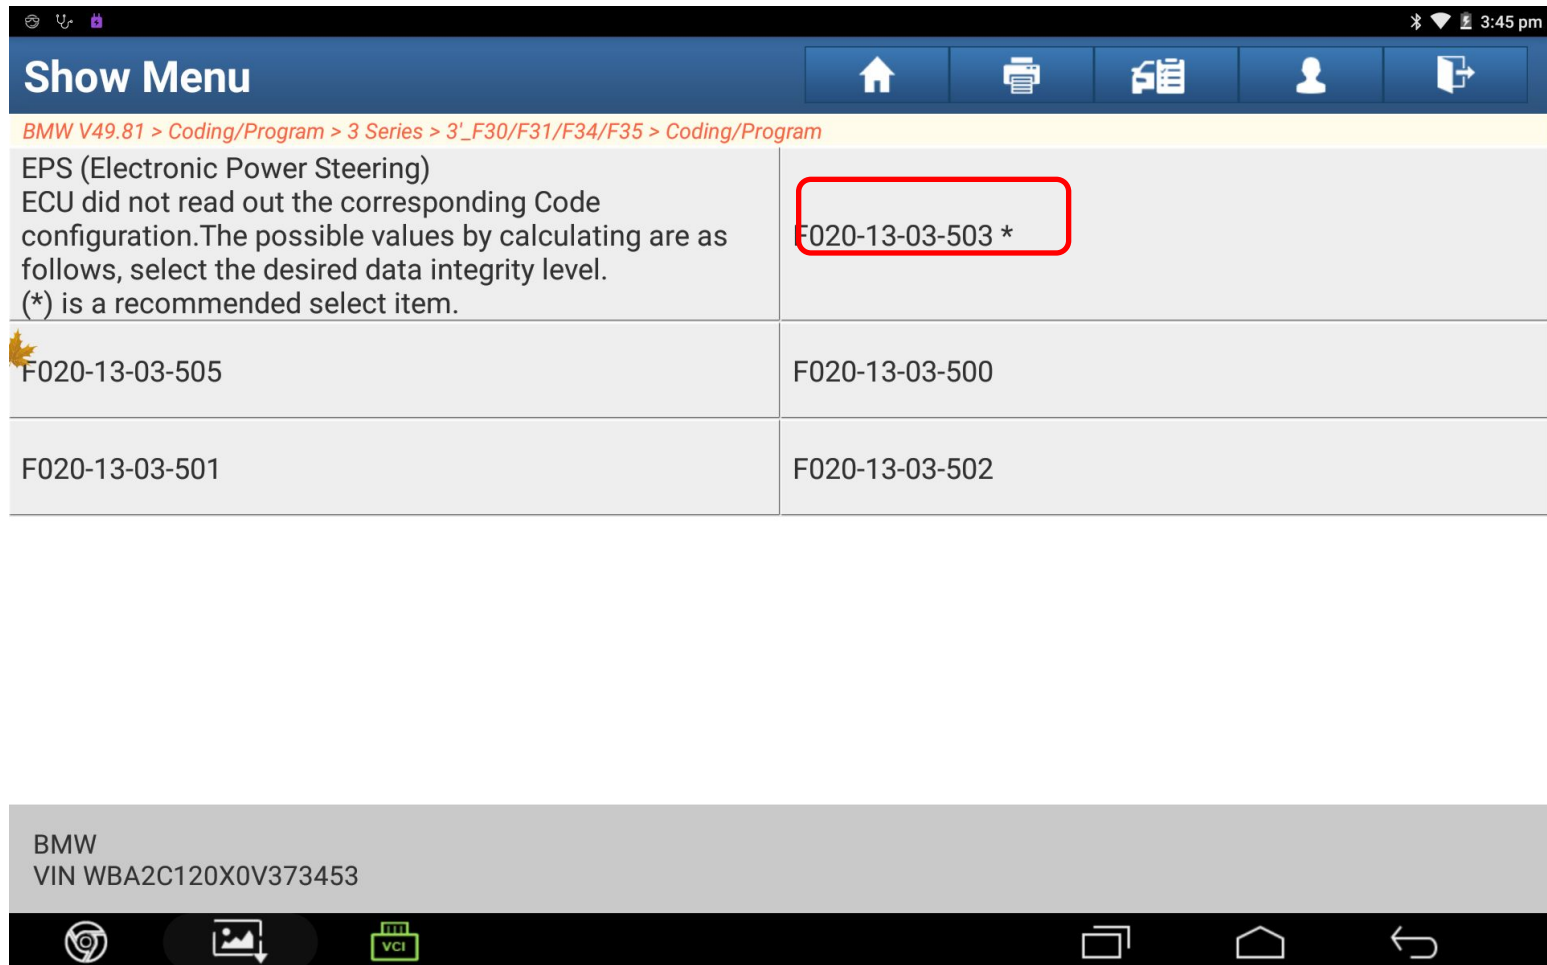 3:45 pm
Show Menu
BMW V49.81 > Coding/Program > 3 Series > 3'_F30/F31/F34/F35 > Coding/Program
EPS (Electronic Power Steering)
ECU did not read out the corresponding Code
configuration.The possible values by calculating are as
follows, select the desired data integrity level.
(*) is a recommended select item.
F020-13-03-503 *
F020-13-03-505
F020-13-03-500
F020-13-03-501
F020-13-03-502
BMW
VIN WBA2C120X0V373453
VCI